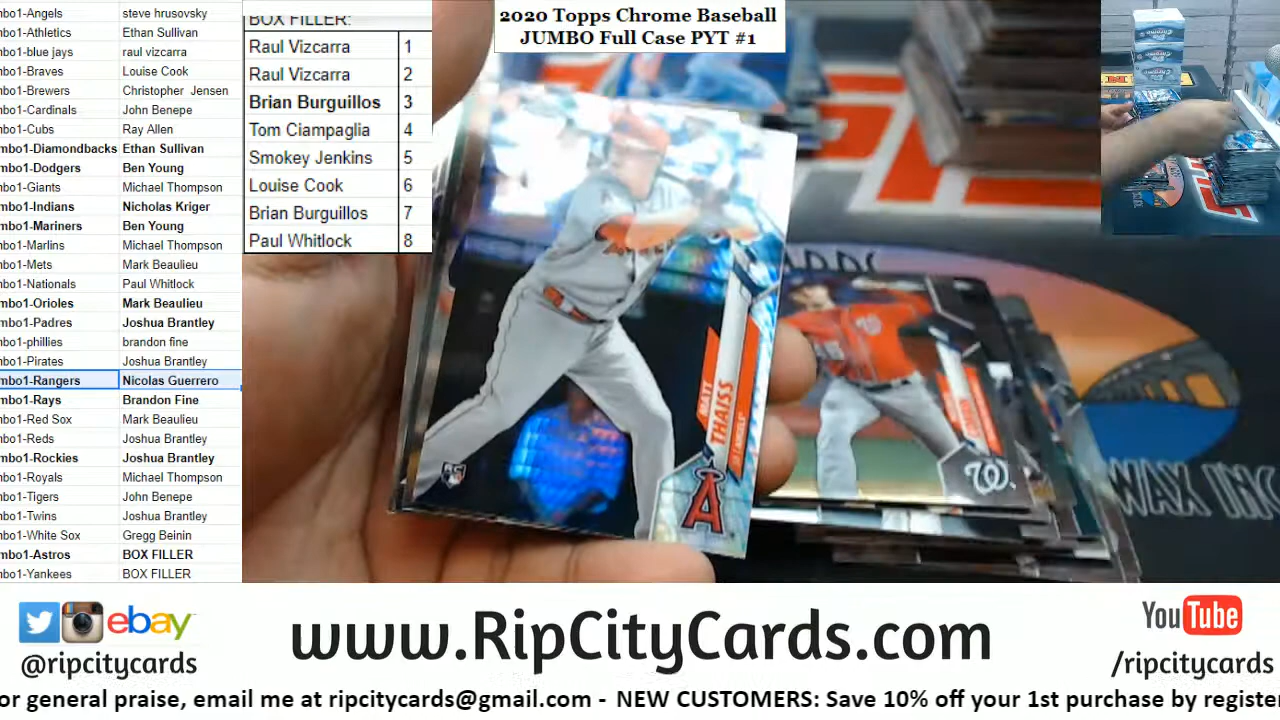 mbo1-Angels steve hrusovsky
mbo1-Athletics Ethan Sullivan
mbo1-blue jays raul vizcarra
mbo1-Braves Louise Cook
mbo1-Brewers Christopher Jensen
mbo1-Cardinals John Benepe
mbo1-Cubs Ray Allen
mbo1-Diamondbacks Ethan Sullivan
mbo1-Dodgers Ben Young
mbo1-Giants Michael Thompson
mbo1-Indians Nicholas Kriger
mbo1-Mariners Ben Young
mbo1-Marlins Michael Thompson
mbo1-Mets Mark Beaulieu
mbo1-Nationals Paul Whitlock
mbo1-Orioles Mark Beaulieu
mbo1-Padres Joshua Brantley
mbo1-phillies brandon fine
mbo1-Pirates Joshua Brantley
mbo1-Rangers Nicolas Guerrero
mbo1-Rays Brandon Fine
mbo1-Red Sox Mark Beaulieu
mbo1-Reds Joshua Brantley
mbo1-Rockies Joshua Brantley
mbo1-Royals Michael Thompson
mbo1-Tigers John Benepe
mbo1-Twins Joshua Brantley
mbo1-White Sox Gregg Beinin
mbo1-Astros BOX FILLER
mbo1-Yankees BOX FILLER
BOX FILLER:
Raul Vizcarra 1
Raul Vizcarra 2
Brian Burguillos 3
Tom Ciampaglia 4
Smokey Jenkins 5
Louise Cook 6
Brian Burguillos 7
Paul Whitlock 8
2020 Topps Chrome Baseball
JUMBO Full Case PYT #1
MATT
THAISS
ANGELS
RC
A
W
CARDS
WAX INC
ebay
@ripcitycards
www.RipCityCards.com
YouTube
/ripcitycards
or general praise, email me at ripcitycards@gmail.com - NEW CUSTOMERS: Save 10% off your 1st purchase by register